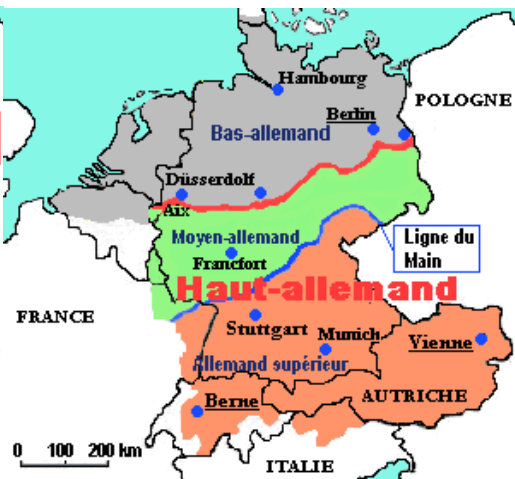 Hambourg
POLOGNE
Berlin
Bas-allemand
Düsserdolf
Aix
Moyen-allemand
Ligne du
Main
Francfort
Haut-allemand
FRANCE
Stuttgart
Munich
Vienne
Allemand supérieur
Berne
AUTRICHE
0 100 200 km
ITALIE